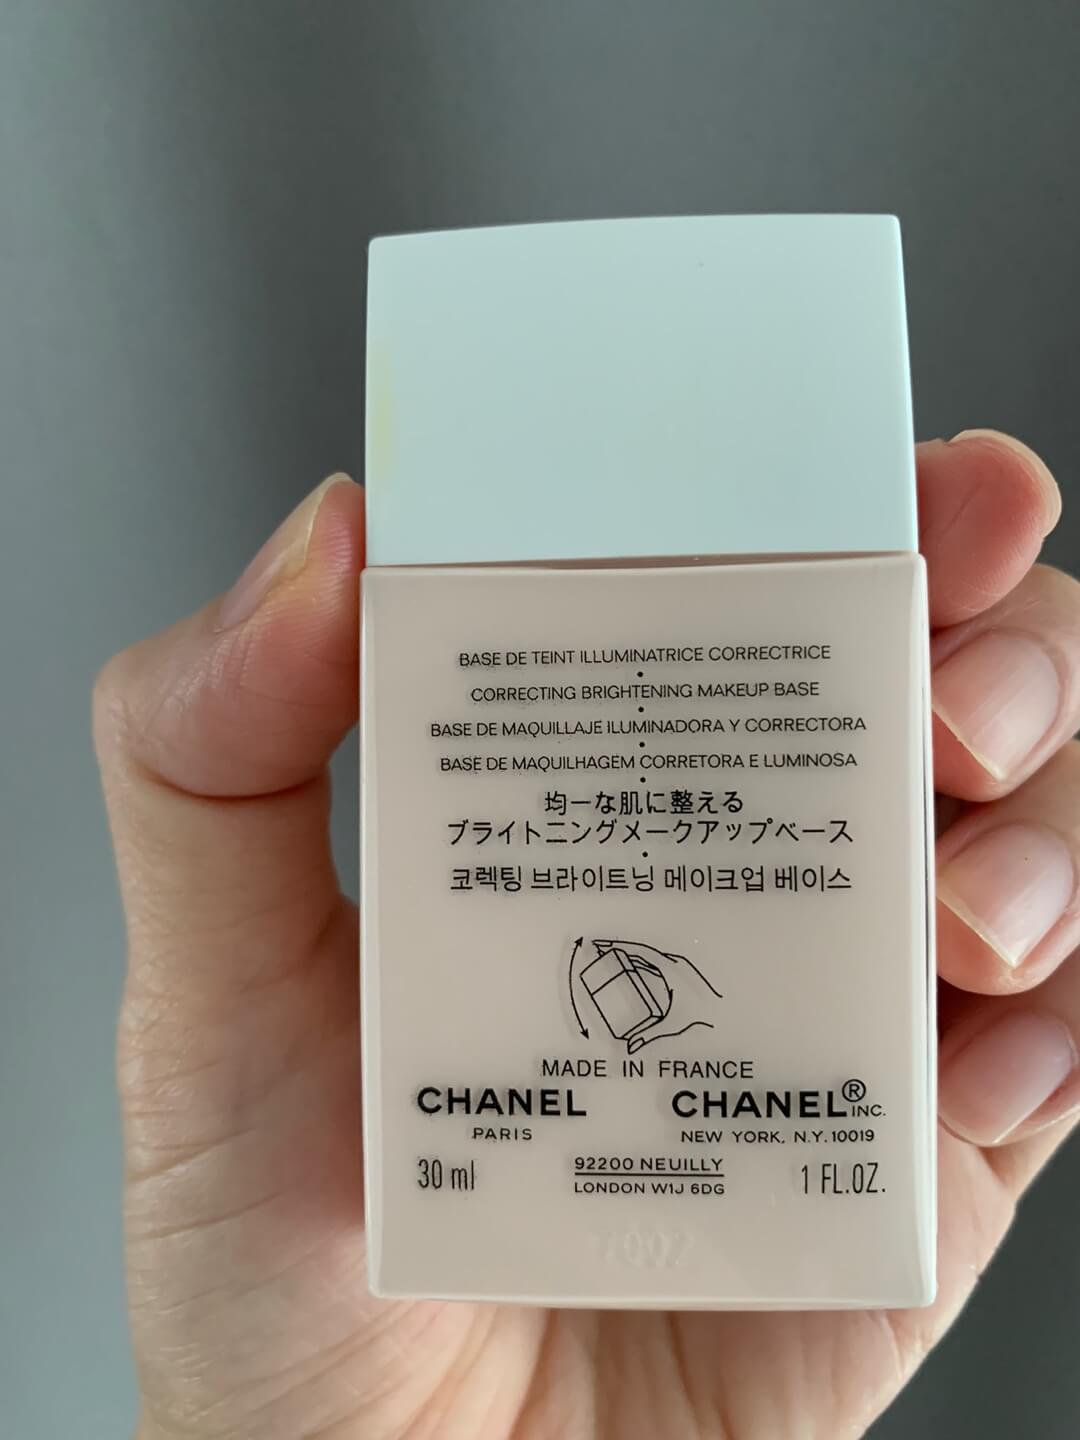 BASE DE TEINT ILLUMINATRICE CORRECTRICE
•
CORRECTING BRIGHTENING MAKEUP BASE
•
BASE DE MAQUILLAJE ILUMINADORA Y CORRECTORA
•
BASE DE MAQUILHAGEM CORRETORA E LUMINOSA
•
均一な肌に整える
ブライトニングメークアップベース
•
코렉팅 브라이트닝 메이크업 베이스
MADE IN FRANCE
CHANEL CHANEL® INC.
PARIS NEW YORK, N.Y. 10019
30 ml 92200 NEUILLY 1 FL.OZ.
LONDON W1J 6DG
7002